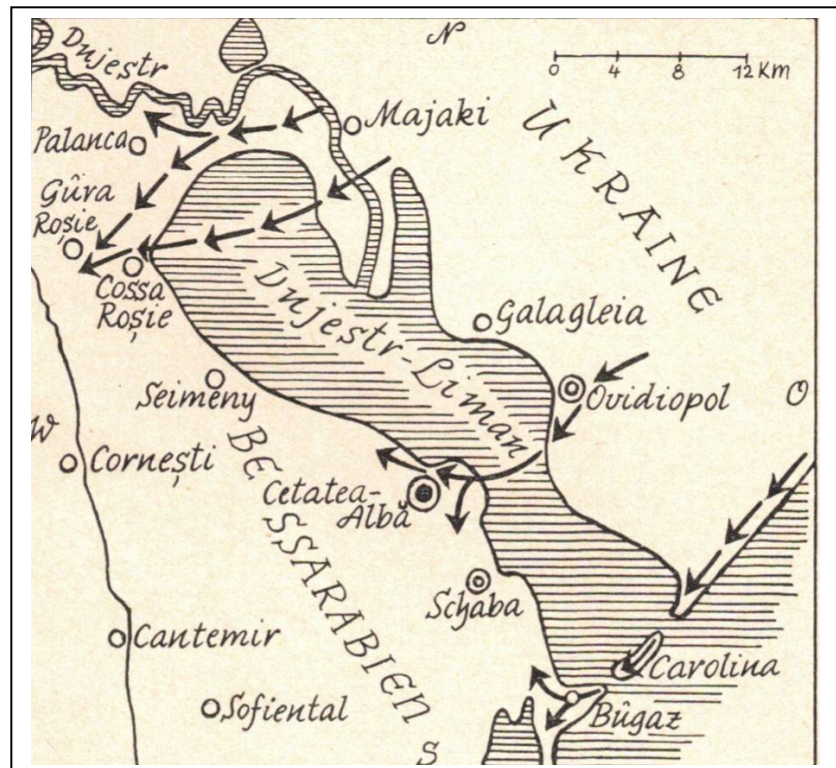 N
Dnjestr
0 4 8 12 Km
Majaki
Palanca
UKRAINE
Gûra
Roșie
Cossa
Roșie
Dnjestr-Liman
Galagleia
Seimeny
Ovidiopol
O
W
BESSARABIEN
Cornești
Cetatea-
Albă
Schaba
Cantemir
Carolina
Sofiental
Bûgaz
S